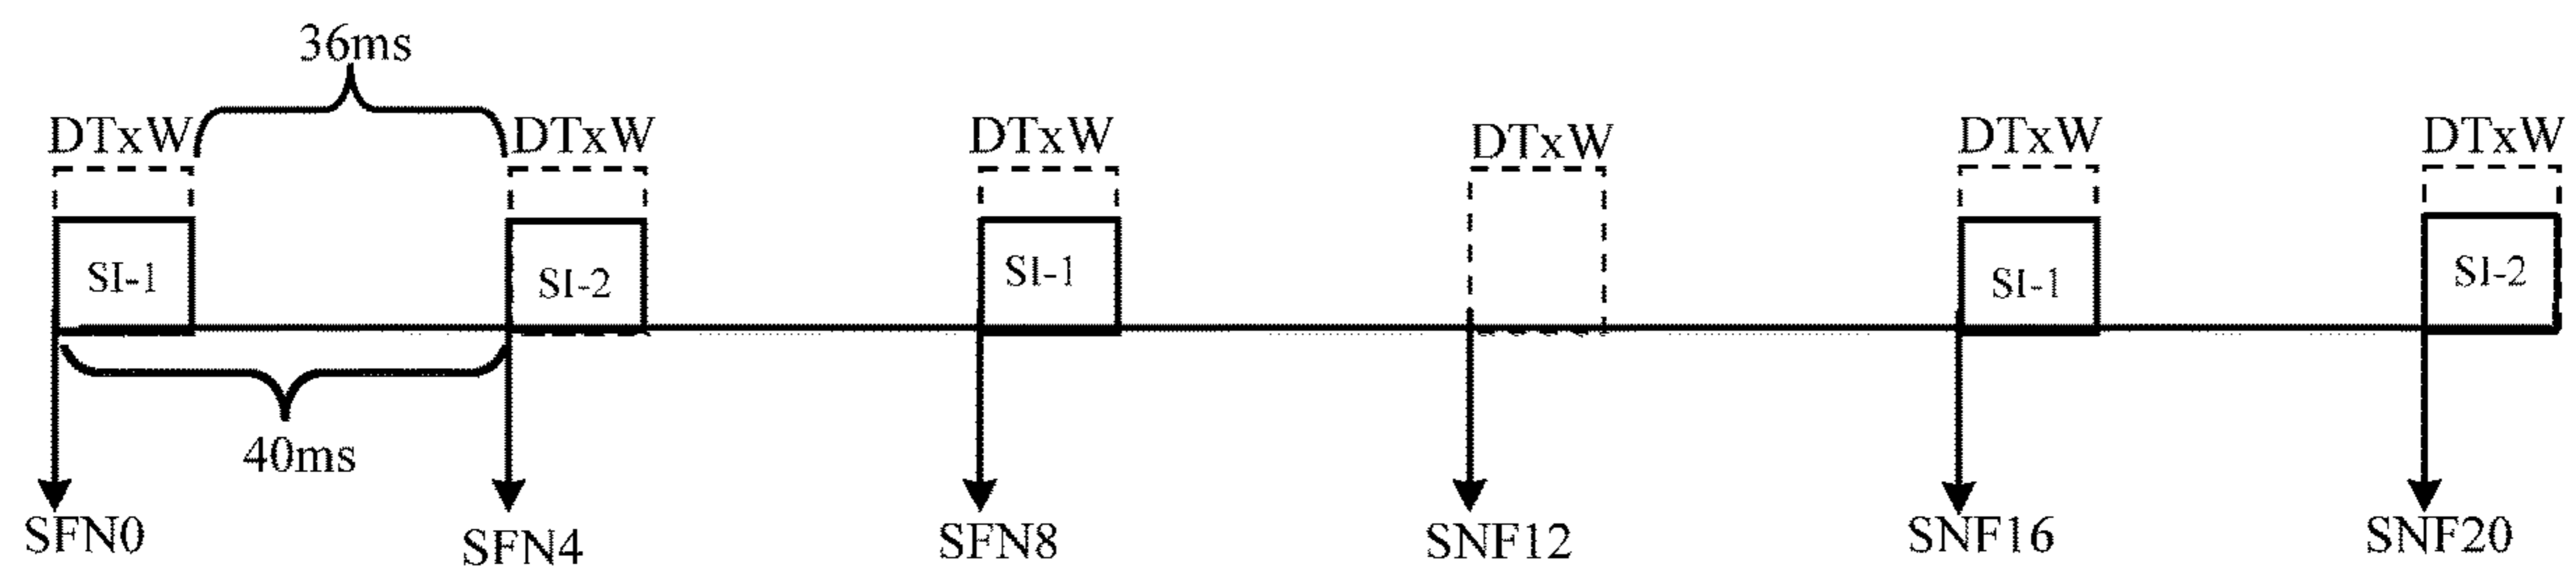 36ms
DTxW DTxW DTxW DTxW DTxW DTxW
SI-1 SI-2 SI-1 SI-1 SI-2
40ms
SFN0 SFN4 SFN8 SNF12 SNF16 SNF20